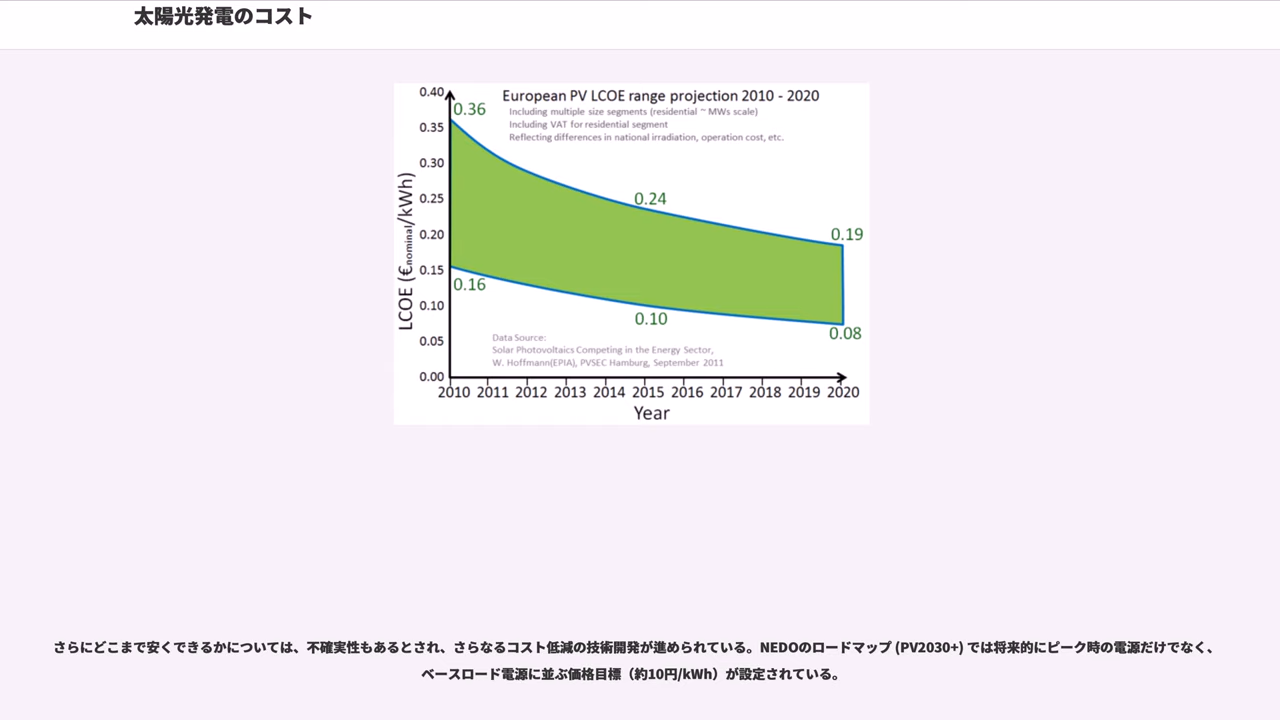 太陽光発電のコスト
European PV LCOE range projection 2010 - 2020
Including multiple size segments (residential ~ MWs scale)
Including VAT for residential segment
Reflecting differences in national irradiation, operation cost, etc.
LCOE (€nominal/kWh)
0.40
0.35
0.30
0.25
0.20
0.15
0.10
0.05
0.00
0.36
0.24
0.19
0.16
0.10
0.08
Data Source:
Solar Photovoltaics Competing in the Energy Sector,
W. Hoffmann(EPIA), PVSEC Hamburg, September 2011
2010 2011 2012 2013 2014 2015 2016 2017 2018 2019 2020
Year
さらにどこまで安くできるかについては、不確実性もあるとされ、さらなるコスト低減の技術開発が進められている。NEDOのロードマップ (PV2030+) では将来的にピーク時の電源だけでなく、
ベースロード電源に並ぶ価格目標（約10円/kWh）が設定されている。